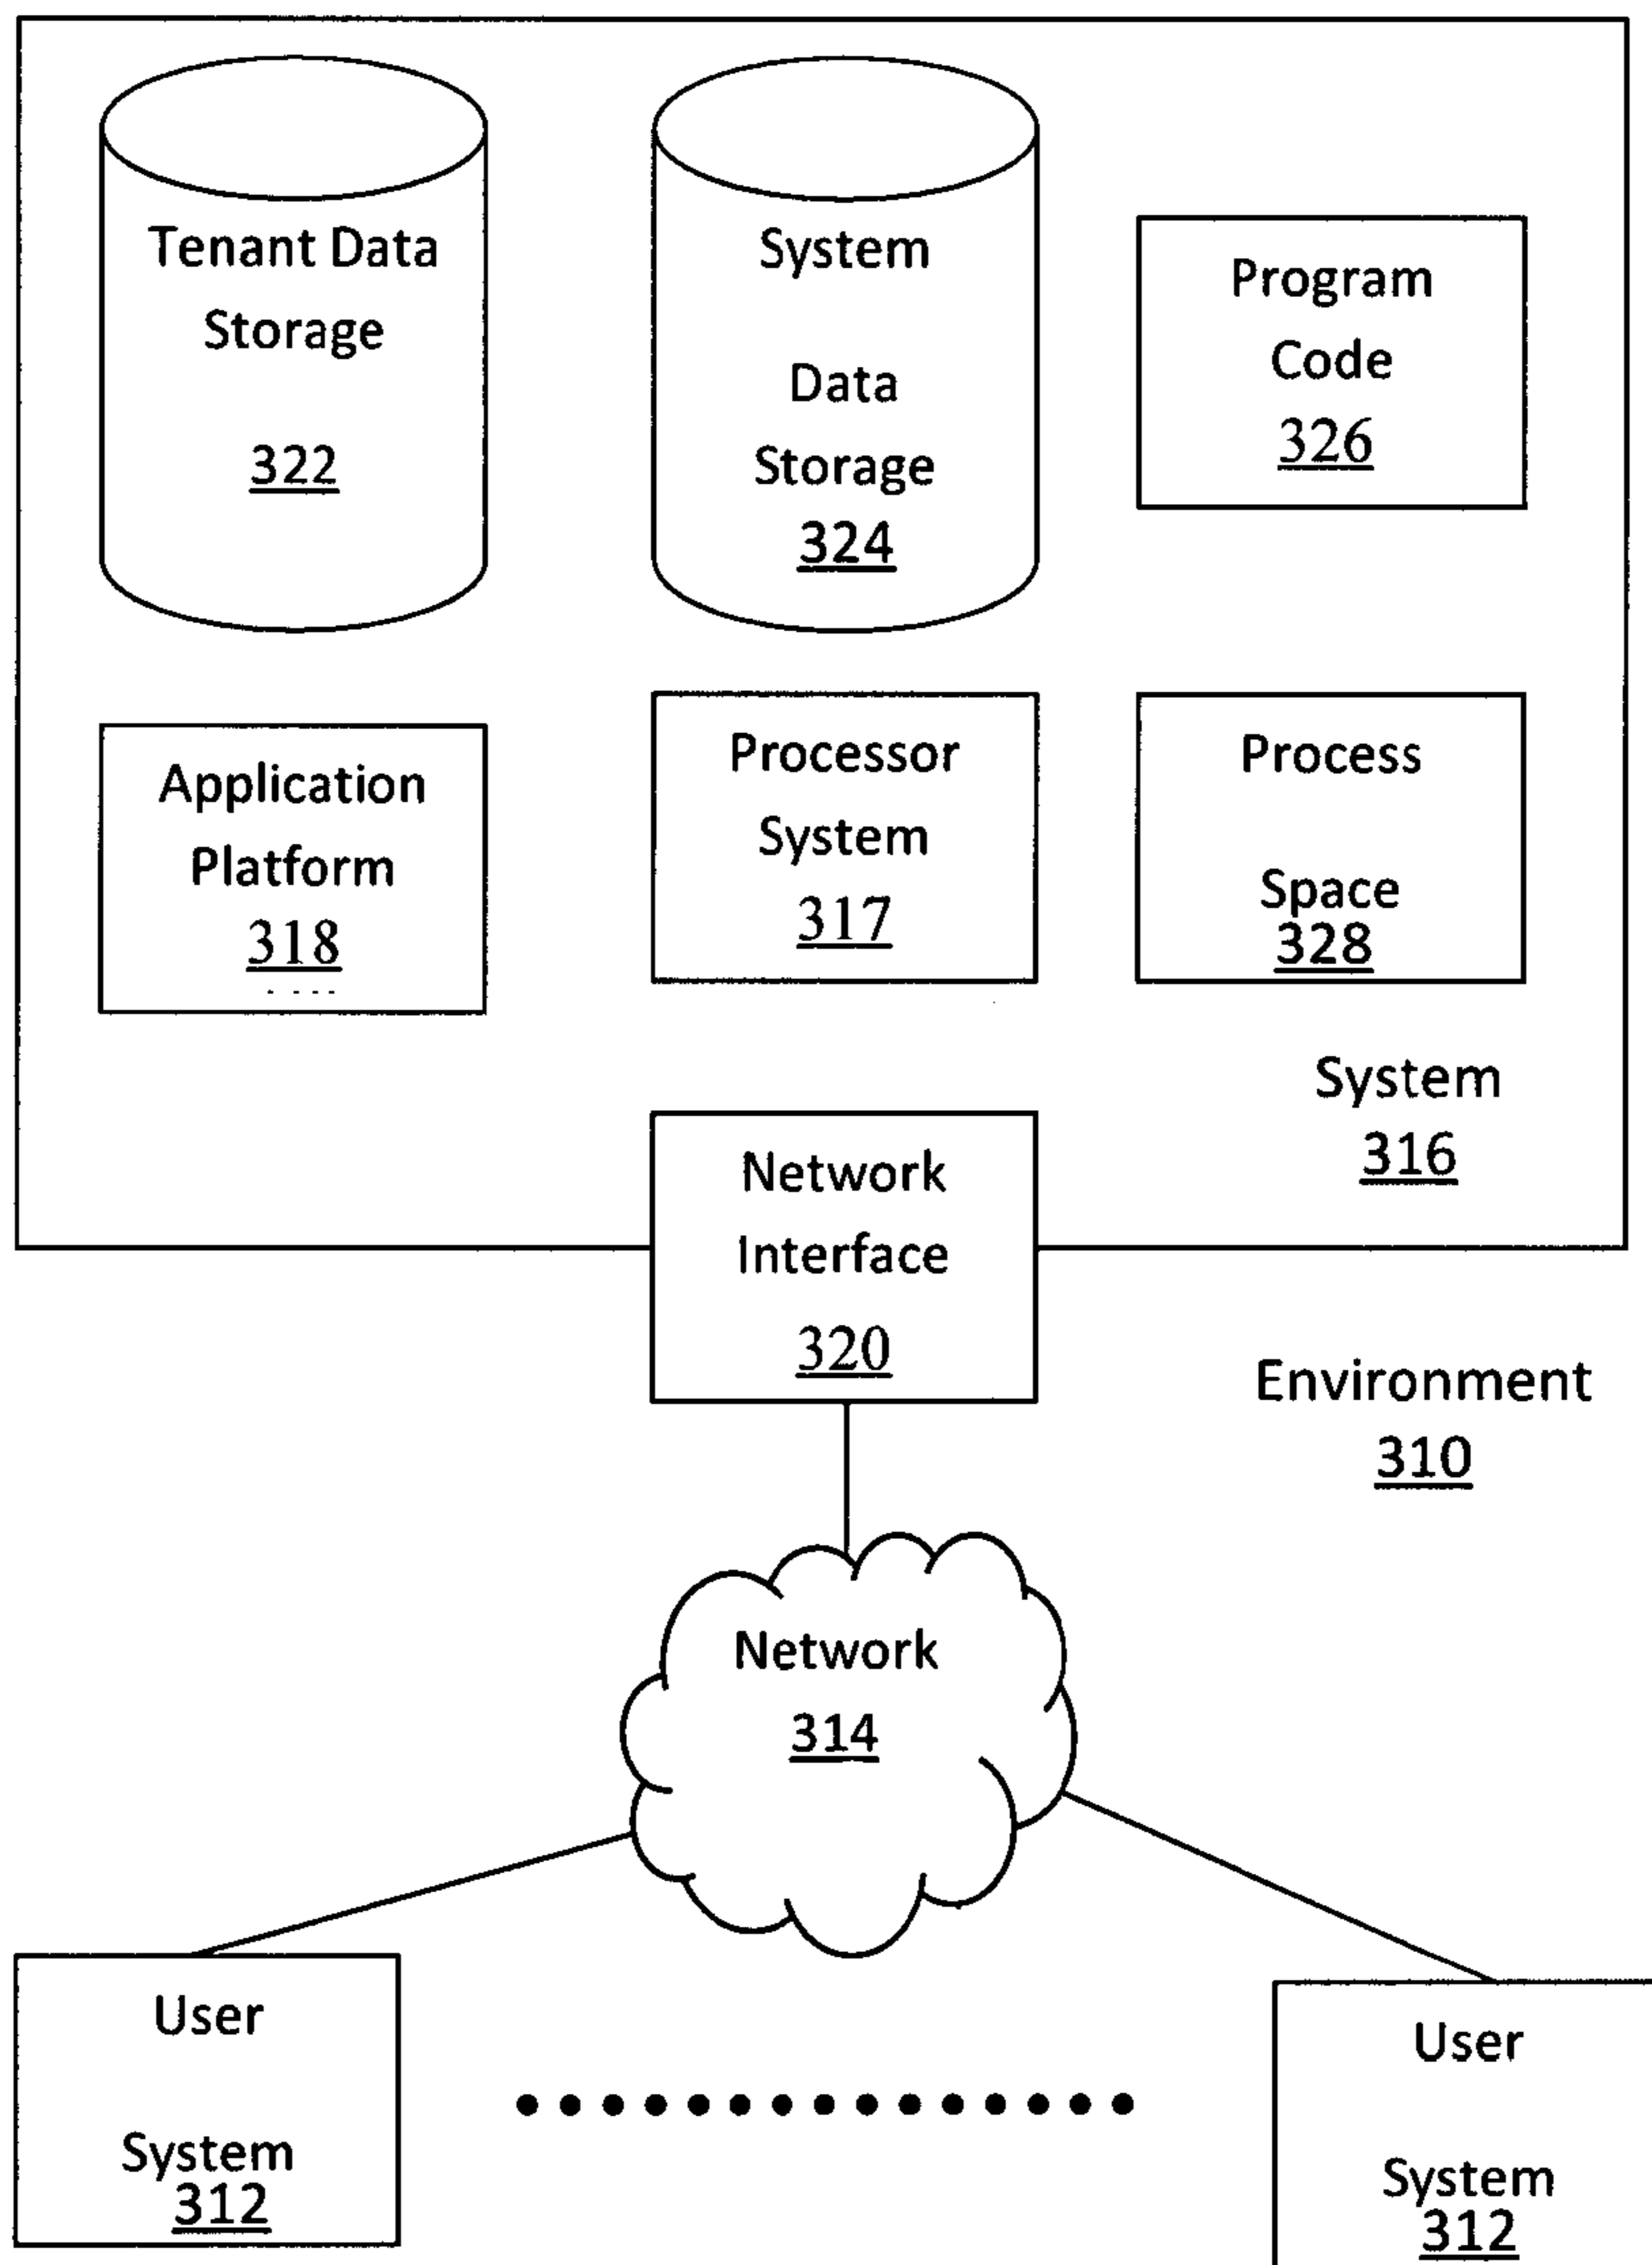 Tenant Data
Storage
322
System
Data
Storage
324
Program
Code
326
Application
Platform
318
Processor
System
317
Process
Space
328
System
316
Network
Interface
320
Environment
310
Network
314
User
System
312
User
System
312